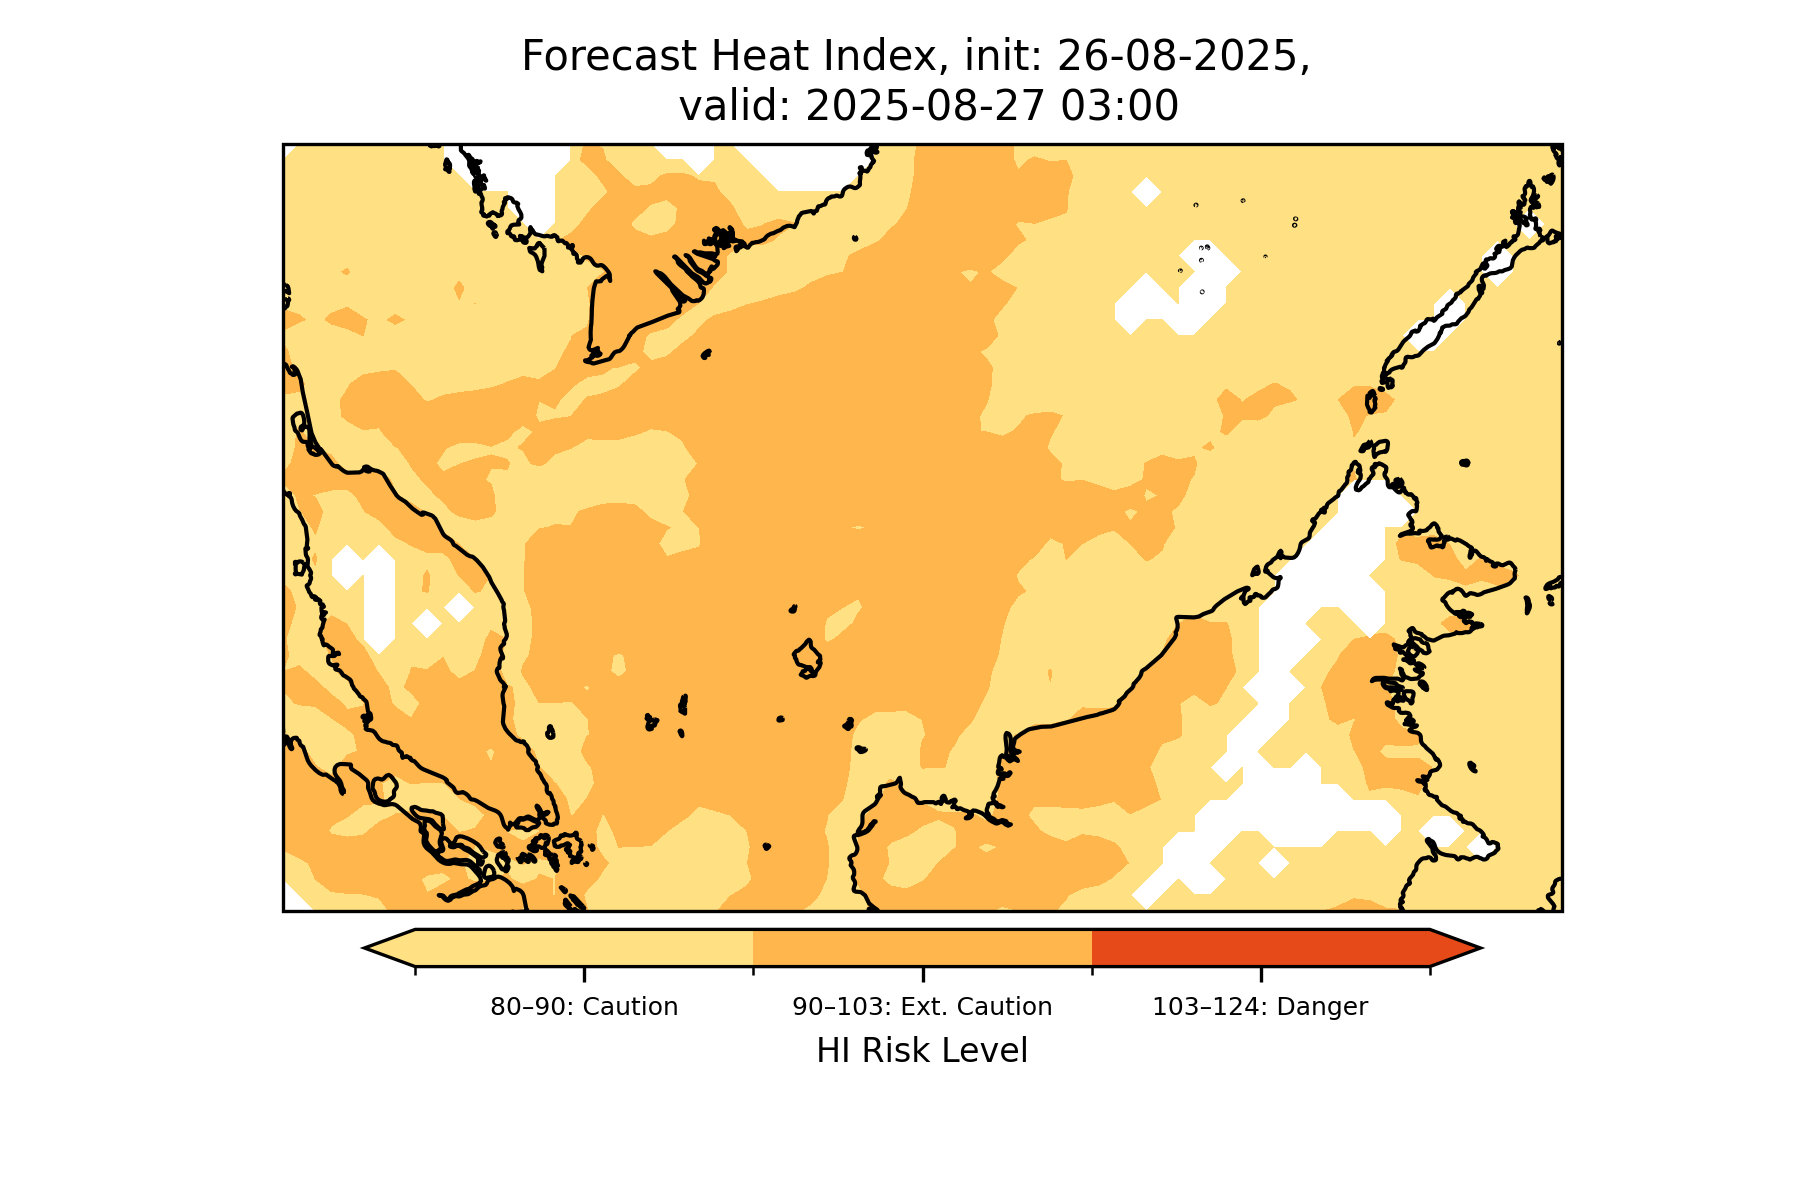 Forecast Heat Index, init: 26-08-2025,
valid: 2025-08-27 03:00
80–90: Caution
90–103: Ext. Caution
103–124: Danger
HI Risk Level